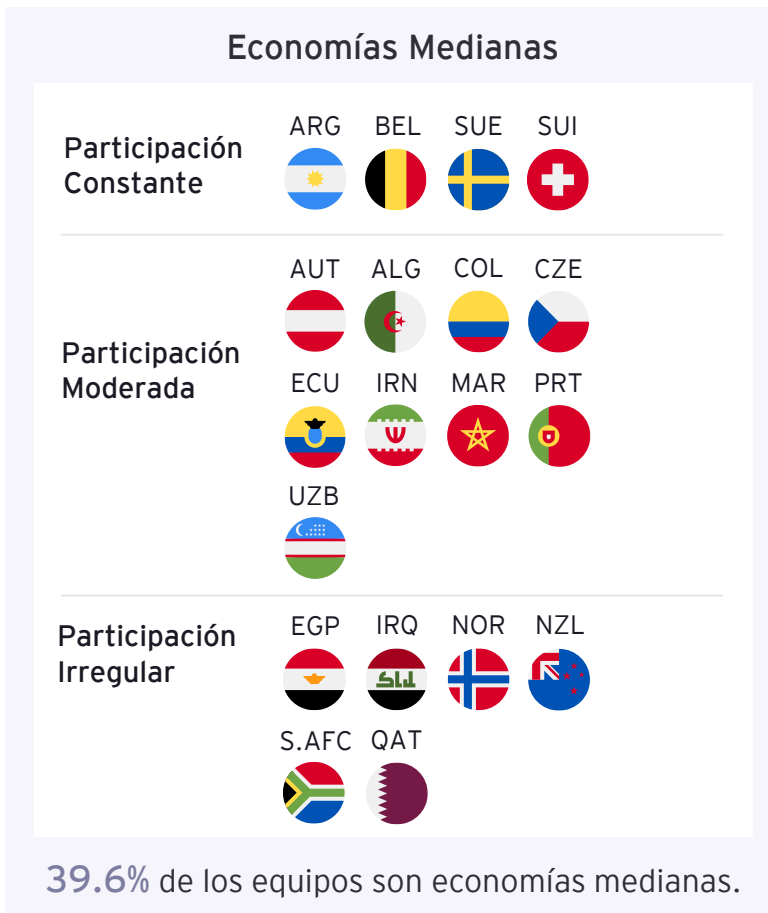 Economías Medianas
Participación
Constante
ARG BEL SUE SUI
Participación
Moderada
AUT ALG COL CZE
ECU IRN MAR PRT
UZB
Participación
Irregular
EGP IRQ NOR NZL
S.AFC QAT
39.6% de los equipos son economías medianas.